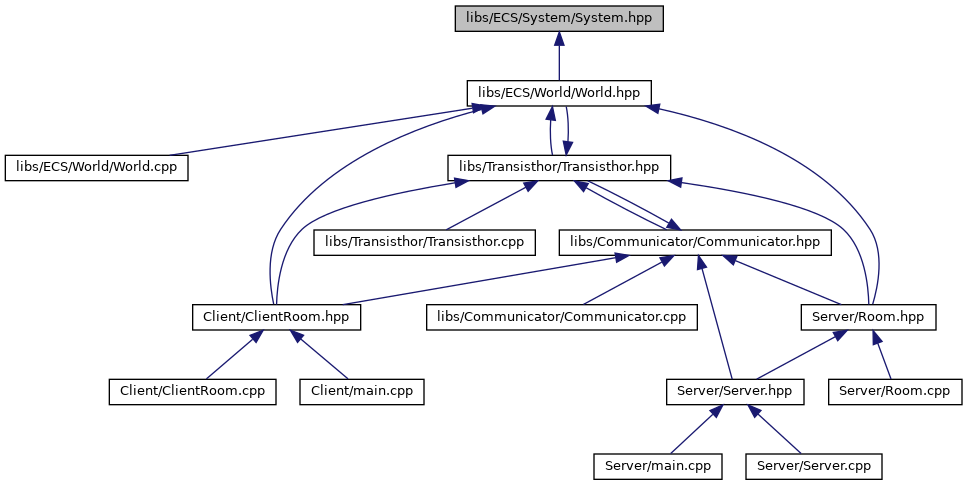 libs/ECS/System/System.hpp
libs/ECS/World/World.hpp
libs/ECS/World/World.cpp
libs/Transisthor/Transisthor.hpp
libs/Transisthor/Transisthor.cpp
libs/Communicator/Communicator.hpp
Client/ClientRoom.hpp
libs/Communicator/Communicator.cpp
Server/Room.hpp
Client/ClientRoom.cpp
Client/main.cpp
Server/Server.hpp
Server/Room.cpp
Server/main.cpp
Server/Server.cpp